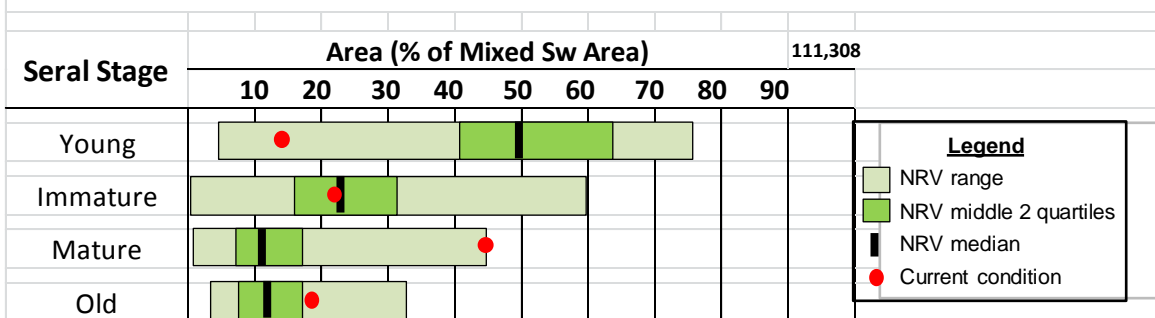 Seral Stage
Area (% of Mixed Sw Area)
111,308
10 20 30 40 50 60 70 80 90
Young
Immature
Mature
Old
Legend
NRV range
NRV middle 2 quartiles
NRV median
Current condition